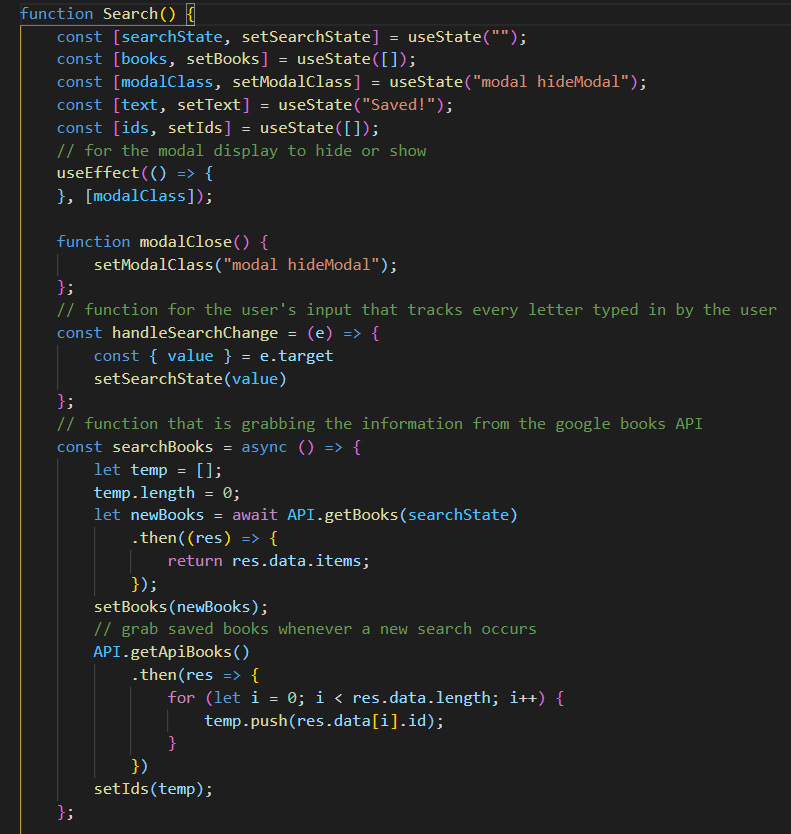 function Search() {
    const [searchState, setSearchState] = useState("");
    const [books, setBooks] = useState([]);
    const [modalClass, setModalClass] = useState("modal hideModal");
    const [text, setText] = useState("Saved!");
    const [ids, setIds] = useState([]);
    // for the modal display to hide or show
    useEffect(() => {
    }, [modalClass]);

    function modalClose() {
        setModalClass("modal hideModal");
    };
    // function for the user's input that tracks every letter typed in by the user
    const handleSearchChange = (e) => {
        const { value } = e.target
        setSearchState(value)
    };
    // function that is grabbing the information from the google books API
    const searchBooks = async () => {
        let temp = [];
        temp.length = 0;
        let newBooks = await API.getBooks(searchState)
            .then((res) => {
                return res.data.items;
            });
        setBooks(newBooks);
        // grab saved books whenever a new search occurs
        API.getApiBooks()
            .then(res => {
                for (let i = 0; i < res.data.length; i++) {
                    temp.push(res.data[i].id);
                }
            })
        setIds(temp);
    };